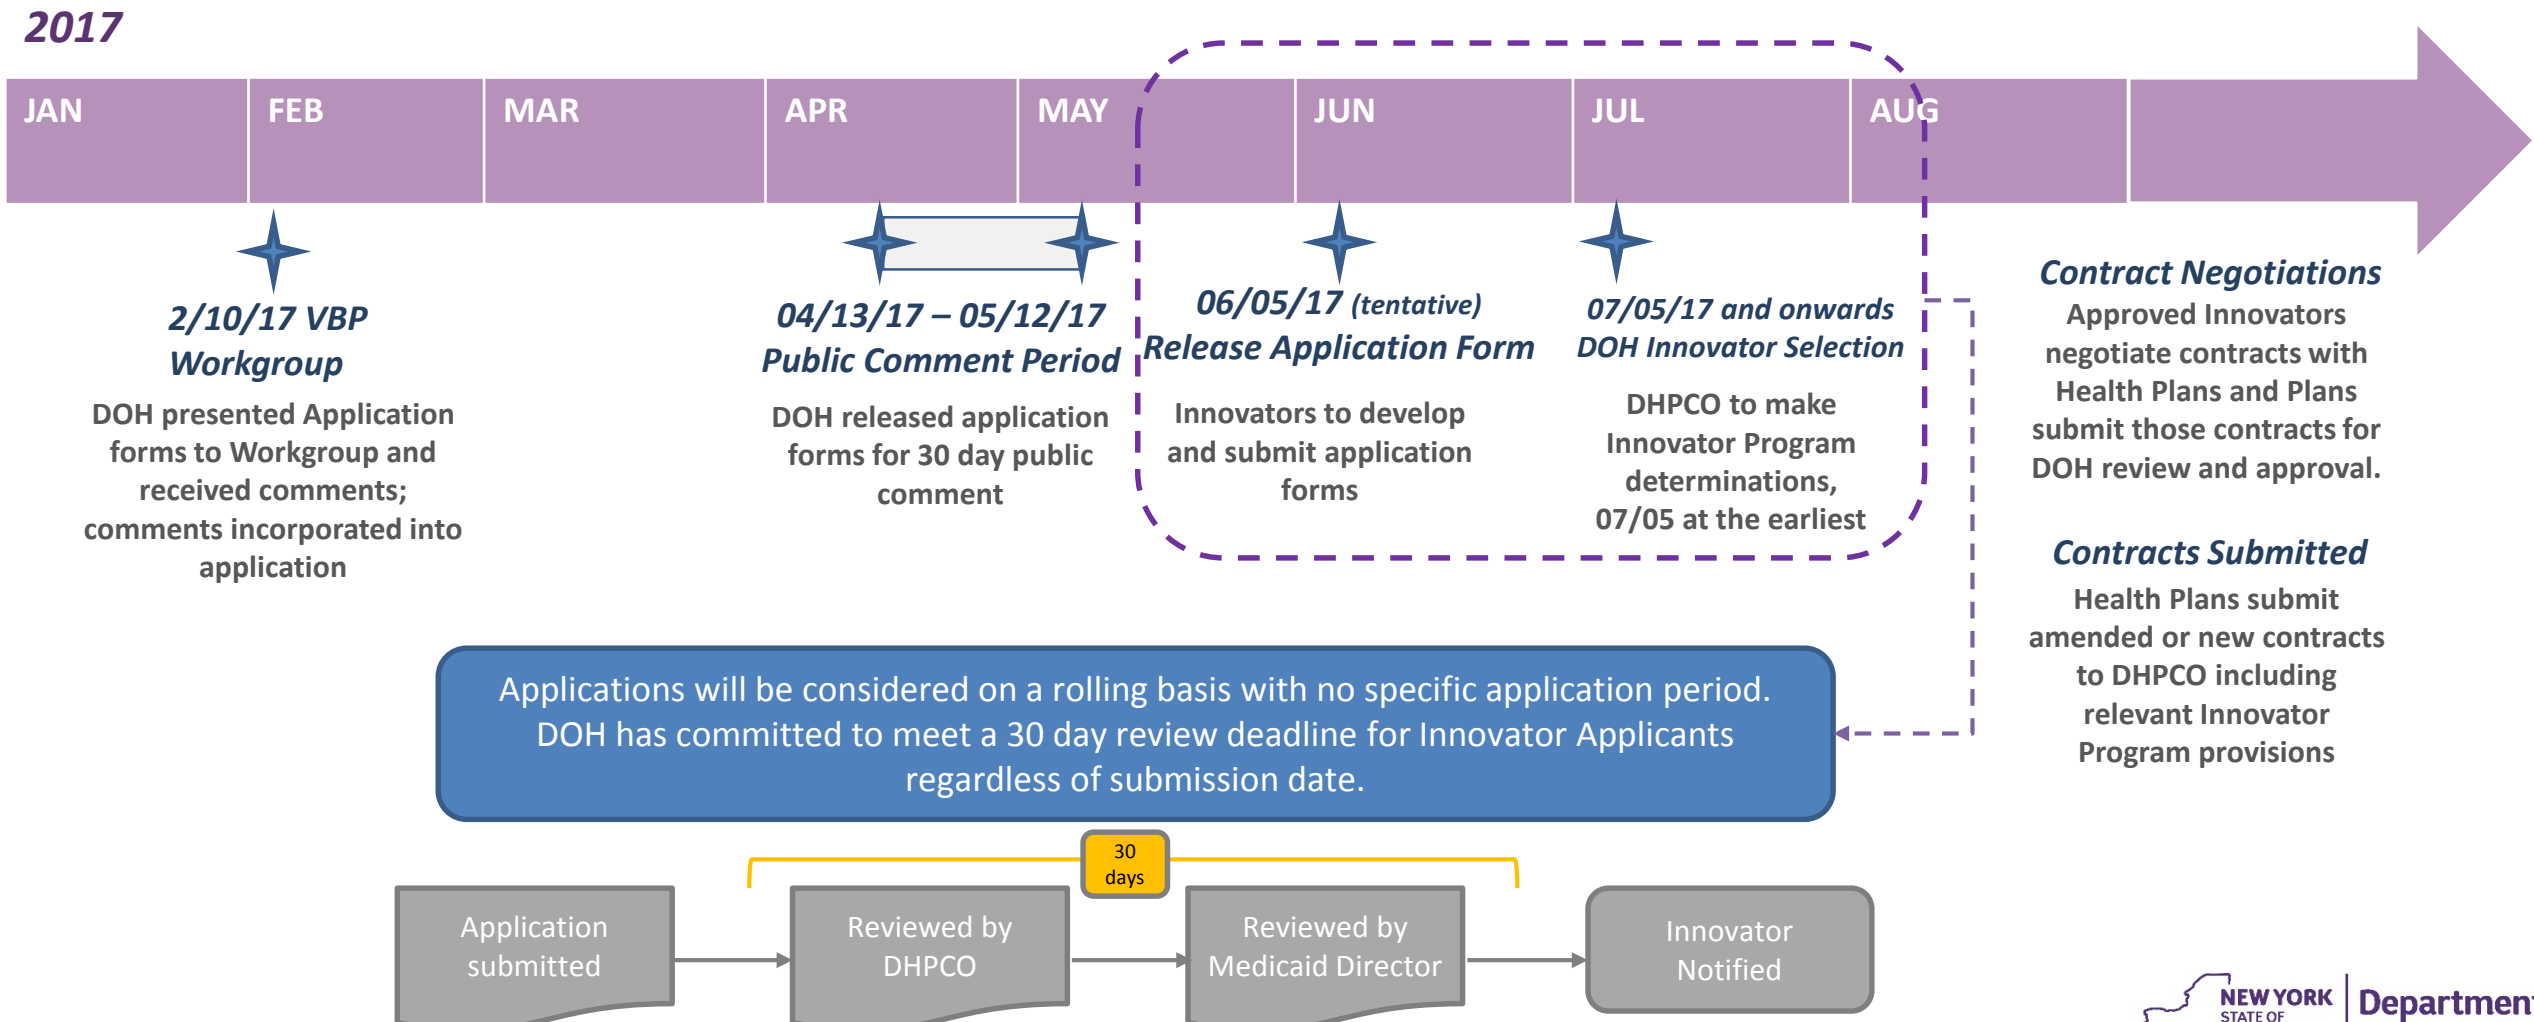 2017
JAN
FEB
MAR
APR
MAY
JUN
JUL
AUG
2/10/17 VBP
Workgroup
DOH presented Application
forms to Workgroup and
received comments;
comments incorporated into
application
04/13/17 – 05/12/17
Public Comment Period
DOH released application
forms for 30 day public
comment
06/05/17 (tentative)
Release Application Form
Innovators to develop
and submit application
forms
07/05/17 and onwards
DOH Innovator Selection
DHPCO to make
Innovator Program
determinations,
07/05 at the earliest
Contract Negotiations
Approved Innovators
negotiate contracts with
Health Plans and Plans
submit those contracts for
DOH review and approval.
Contracts Submitted
Health Plans submit
amended or new contracts
to DHPCO including
relevant Innovator
Program provisions
Applications will be considered on a rolling basis with no specific application period.
DOH has committed to meet a 30 day review deadline for Innovator Applicants
regardless of submission date.
30
days
Application
submitted
Reviewed by
DHPCO
Reviewed by
Medicaid Director
Innovator
Notified
NEW YORK
STATE OF
Department